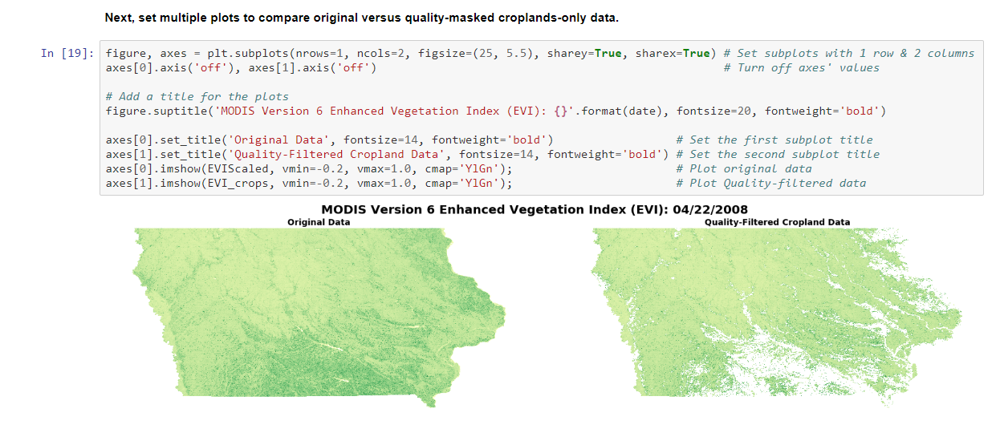 Next, set multiple plots to compare original versus quality-masked croplands-only data.
In [19]: figure, axes = plt.subplots(nrows=1, ncols=2, figsize=(25, 5.5), sharey=True, sharex=True) # Set subplots with 1 row & 2 columns
axes[0].axis('off'), axes[1].axis('off') # Turn off axes' values
# Add a title for the plots
figure.suptitle('MODIS Version 6 Enhanced Vegetation Index (EVI): {}'.format(date), fontsize=20, fontweight='bold')
axes[0].set_title('Original Data', fontsize=14, fontweight='bold') # Set the first subplot title
axes[1].set_title('Quality-Filtered Cropland Data', fontsize=14, fontweight='bold') # Set the second subplot title
axes[0].imshow(EVIScaled, vmin=-0.2, vmax=1.0, cmap='YlGn'); # Plot original data
axes[1].imshow(EVI_crops, vmin=-0.2, vmax=1.0, cmap='YlGn'); # Plot Quality-filtered data
MODIS Version 6 Enhanced Vegetation Index (EVI): 04/22/2008
Original Data
Quality-Filtered Cropland Data